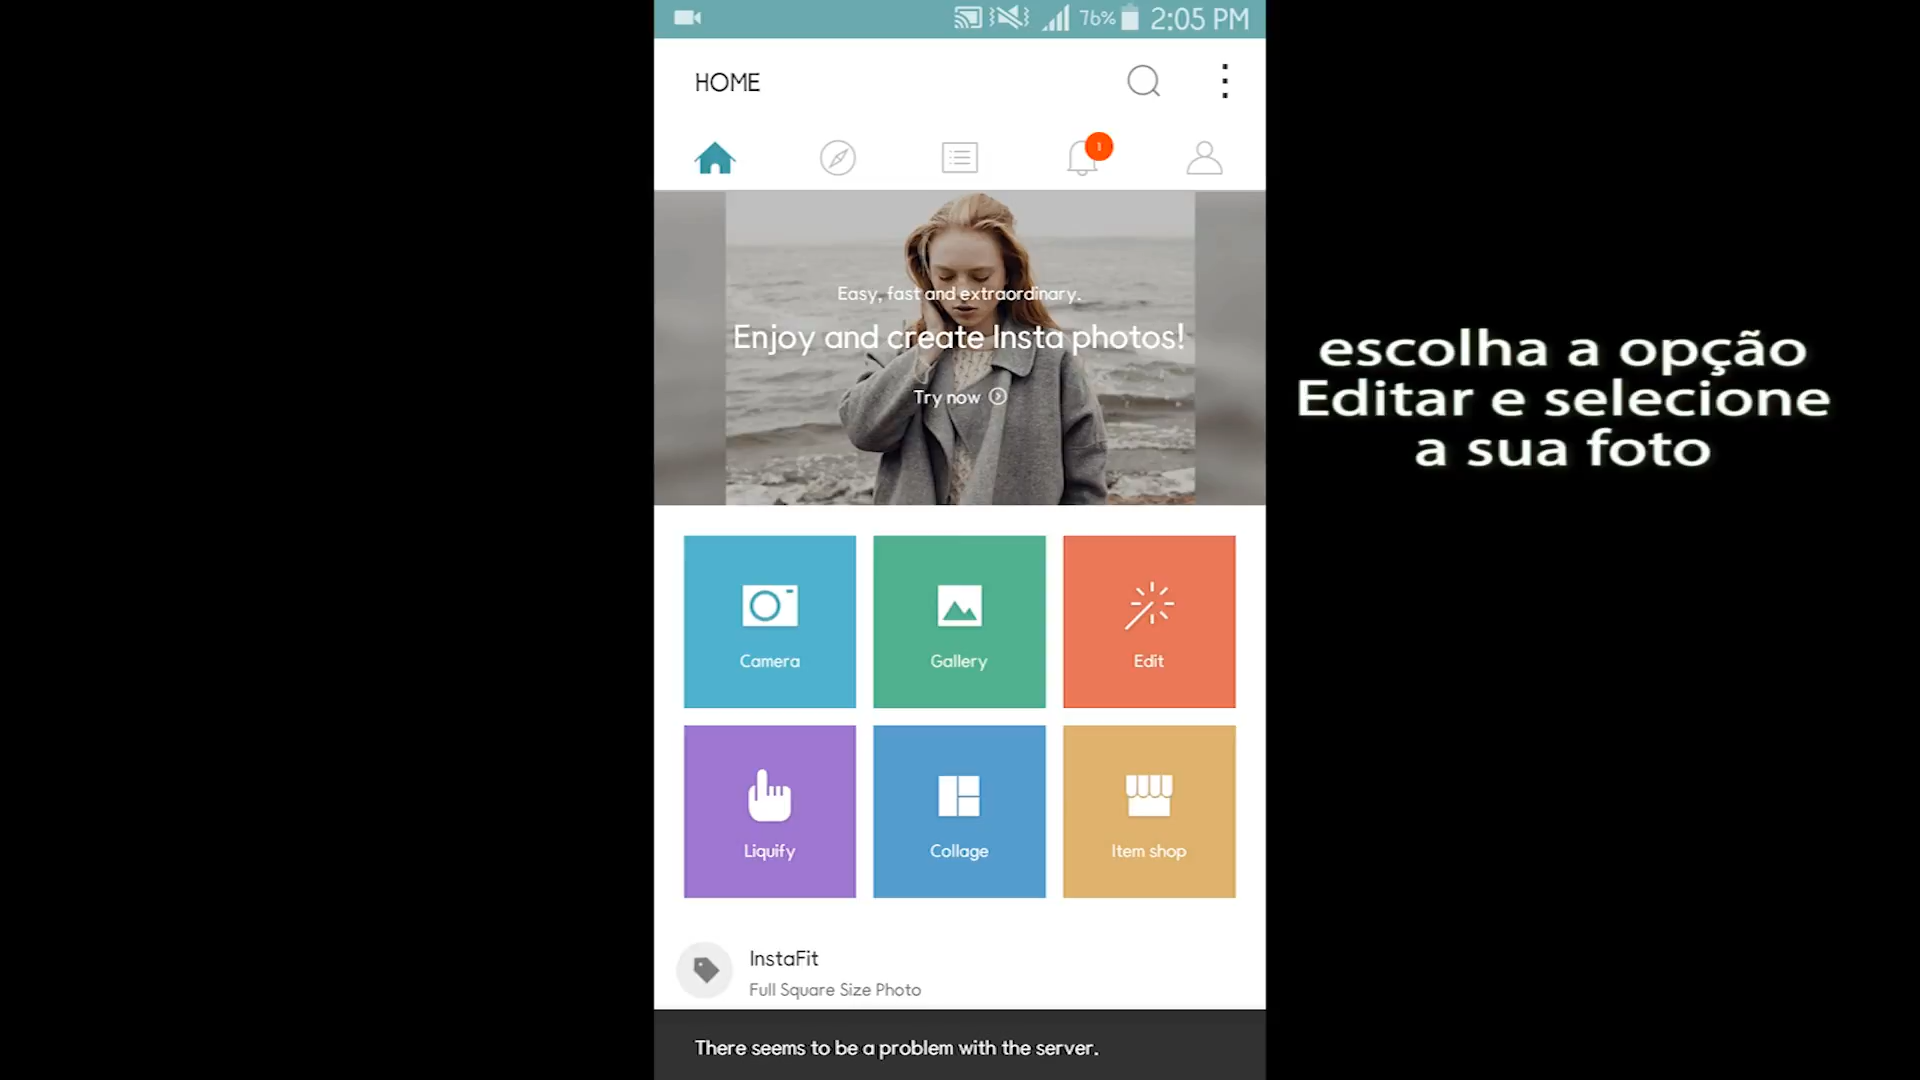 76% 2:05 PM
HOME
1
Easy, fast and extraordinary.
Enjoy and create Insta photos!
Try now
escolha a opção
Editar e selecione
a sua foto
Camera
Gallery
Edit
Liquify
Collage
Item shop
InstaFit
Full Square Size Photo
There seems to be a problem with the server.